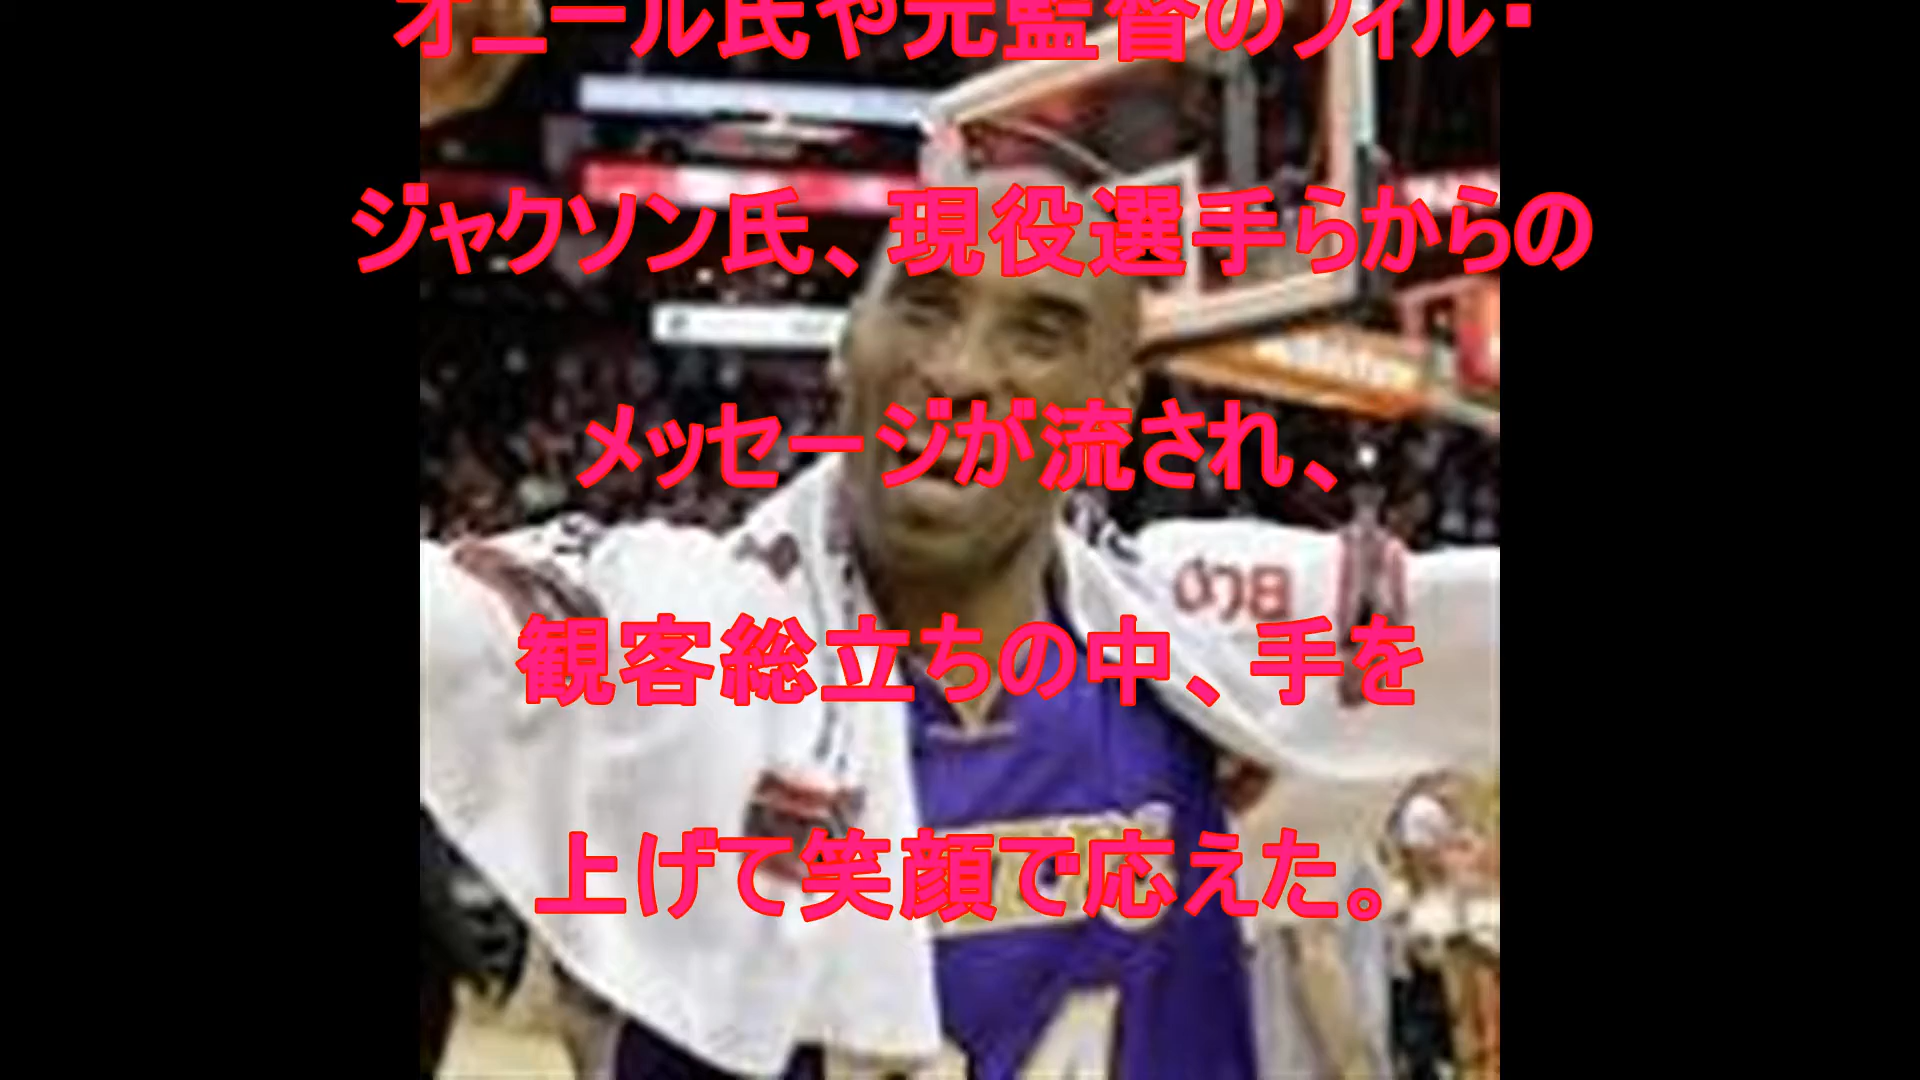 オニール氏や元監督のフィル・
ジャクソン氏、現役選手らからの
メッセージが流され、
観客総立ちの中、手を
上げて笑顔で応えた。